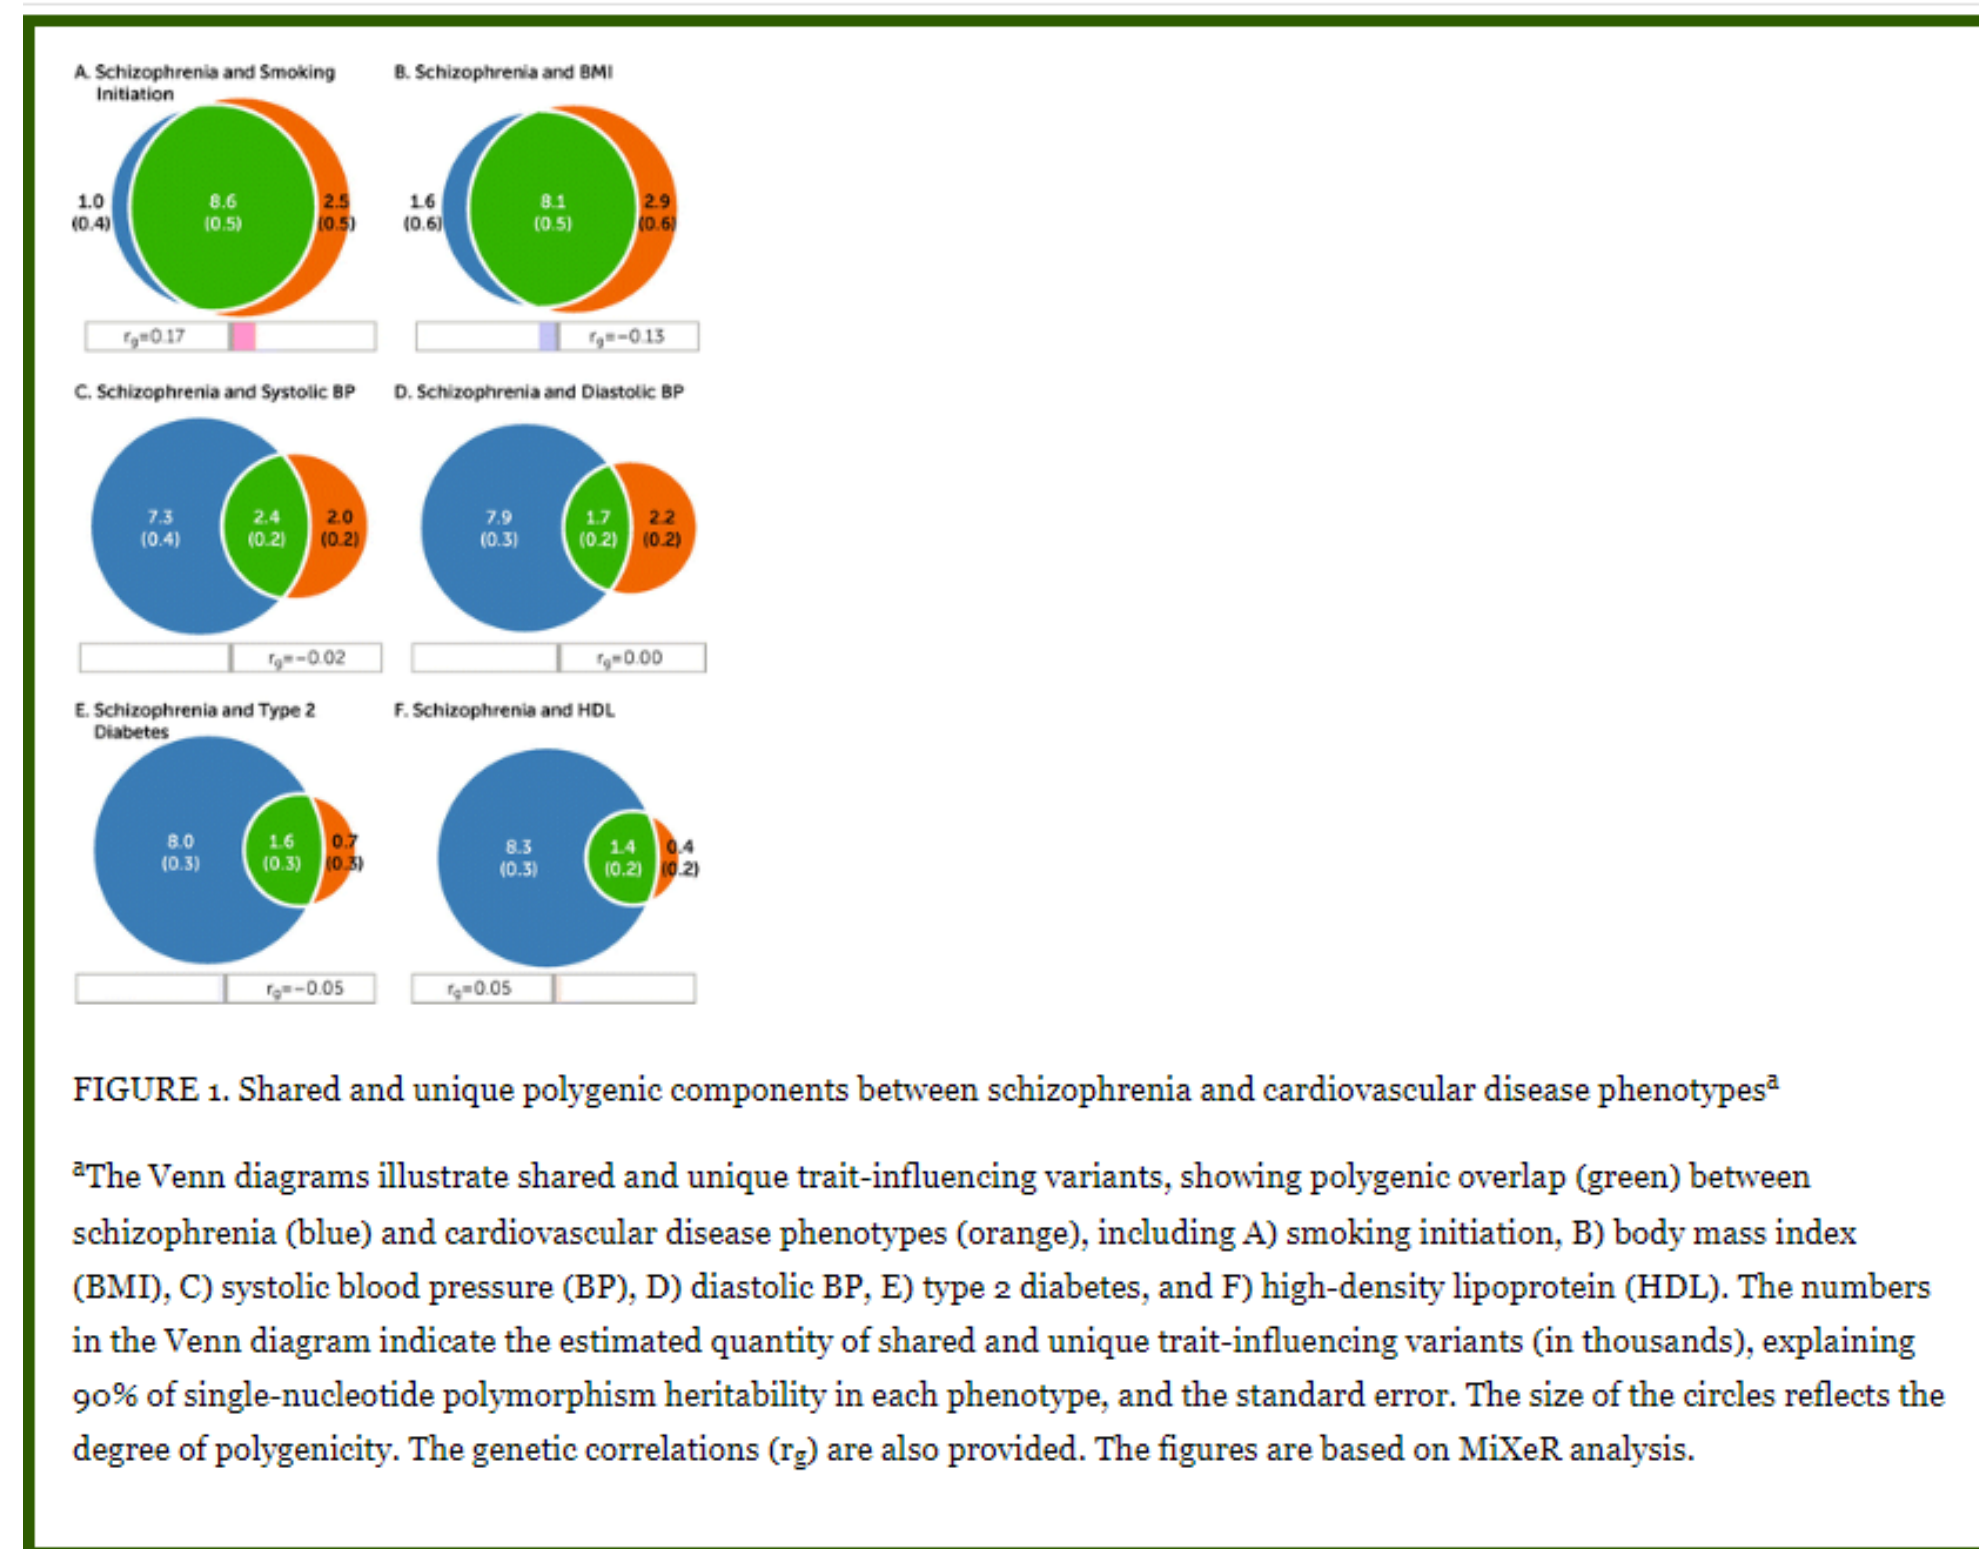 A. Schizophrenia and Smoking
Initiation
1.0
(0.4)
8.6
(0.5)
2.5
(0.5)
rg=0.17
B. Schizophrenia and BMI
1.6
(0.6)
8.1
(0.5)
2.9
(0.6)
rg=−0.13
C. Schizophrenia and Systolic BP
7.3
(0.4)
2.4
(0.2)
2.0
(0.2)
rg=−0.02
D. Schizophrenia and Diastolic BP
7.9
(0.3)
1.7
(0.2)
2.2
(0.2)
rg=0.00
E. Schizophrenia and Type 2
Diabetes
8.0
(0.3)
1.6
(0.3)
0.7
(0.3)
rg=−0.05
F. Schizophrenia and HDL
8.3
(0.3)
1.4
(0.2)
0.4
(0.2)
rg=0.05
FIGURE 1. Shared and unique polygenic components between schizophrenia and cardiovascular disease phenotypesa
aThe Venn diagrams illustrate shared and unique trait-influencing variants, showing polygenic overlap (green) between
schizophrenia (blue) and cardiovascular disease phenotypes (orange), including A) smoking initiation, B) body mass index
(BMI), C) systolic blood pressure (BP), D) diastolic BP, E) type 2 diabetes, and F) high-density lipoprotein (HDL). The numbers
in the Venn diagram indicate the estimated quantity of shared and unique trait-influencing variants (in thousands), explaining
90% of single-nucleotide polymorphism heritability in each phenotype, and the standard error. The size of the circles reflects the
degree of polygenicity. The genetic correlations (rg) are also provided. The figures are based on MiXeR analysis.